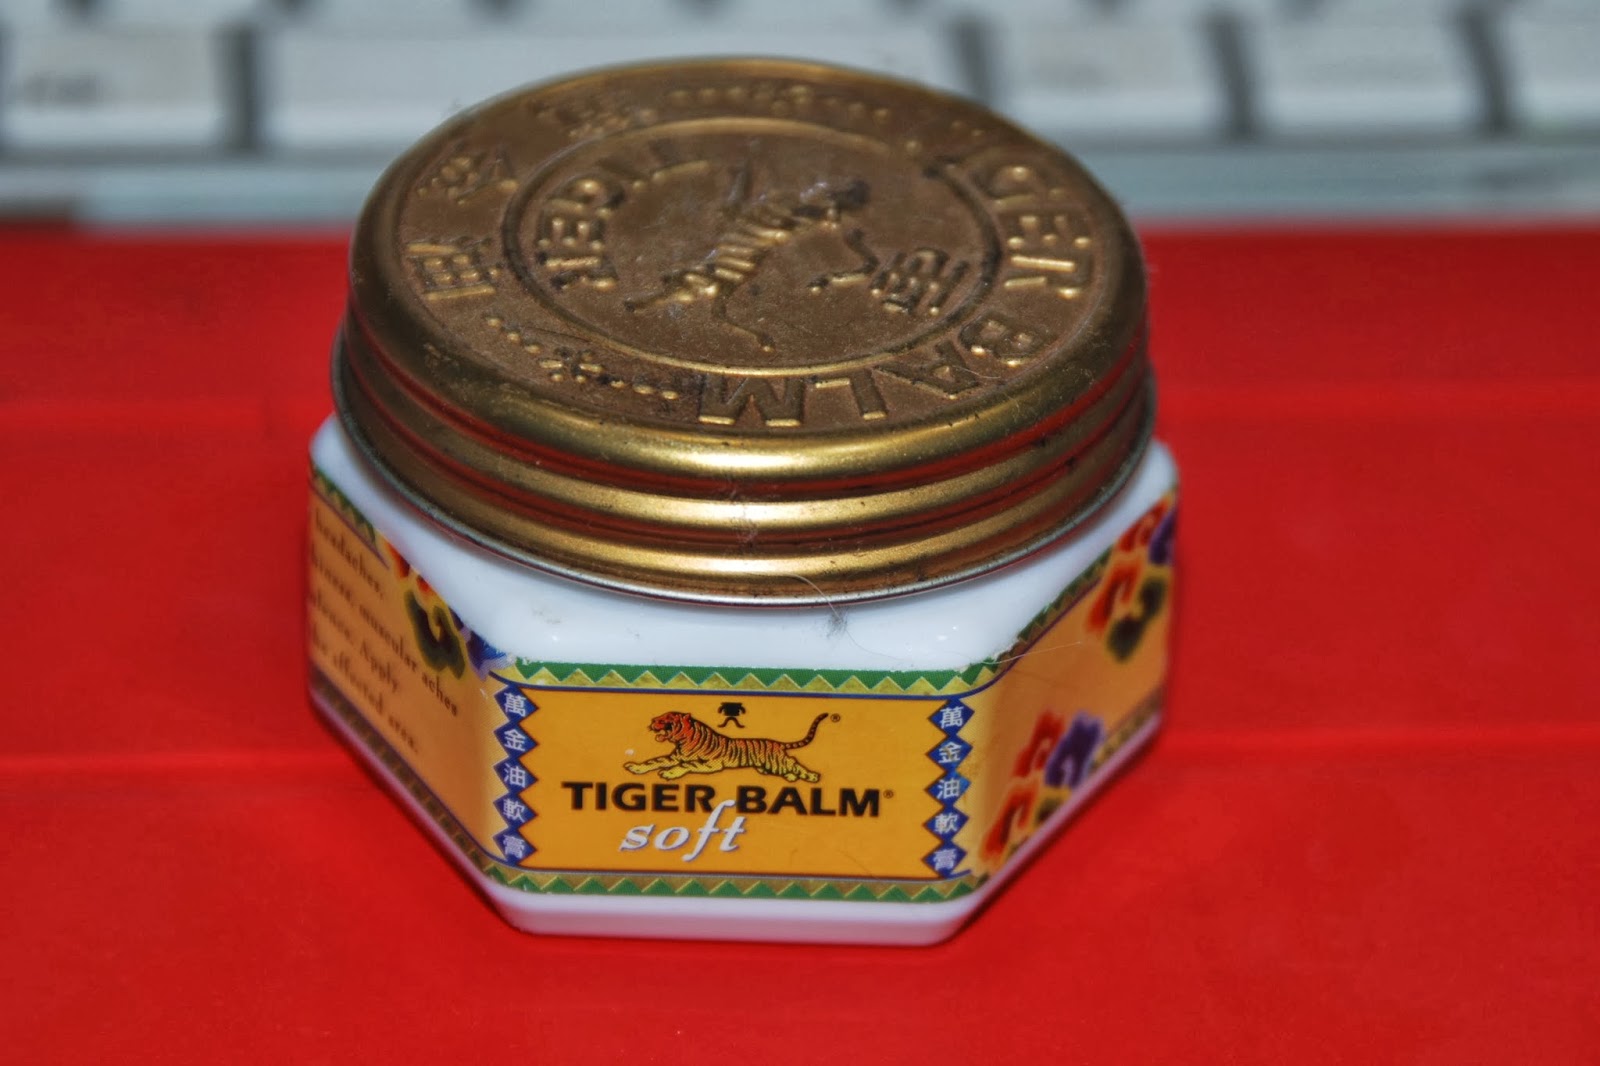 TIGER BALM
TIGER
萬金油軟膏
TIGER BALM®
soft
萬金油軟膏
headaches,
muscular aches
Apply
affected area.